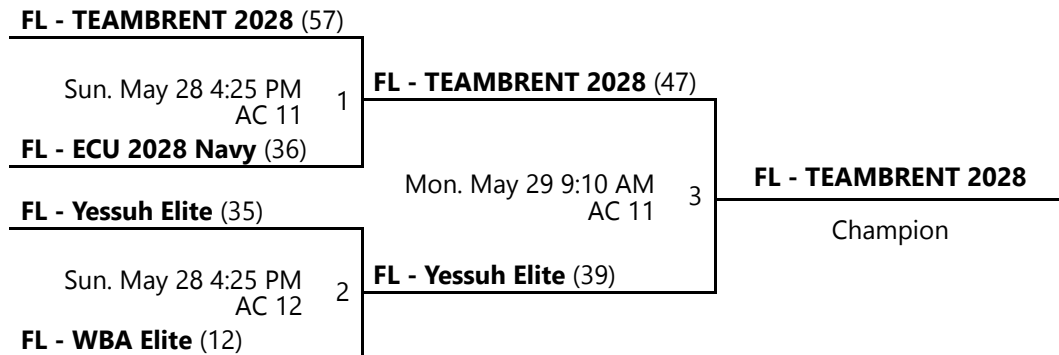 FL - TEAMBRENT 2028 (57)
Sun. May 28 4:25 PM
AC 11
1
FL - ECU 2028 Navy (36)
FL - TEAMBRENT 2028 (47)
Mon. May 29 9:10 AM
AC 11
3
FL - TEAMBRENT 2028
Champion
FL - Yessuh Elite (35)
Sun. May 28 4:25 PM
AC 12
2
FL - WBA Elite (12)
FL - Yessuh Elite (39)